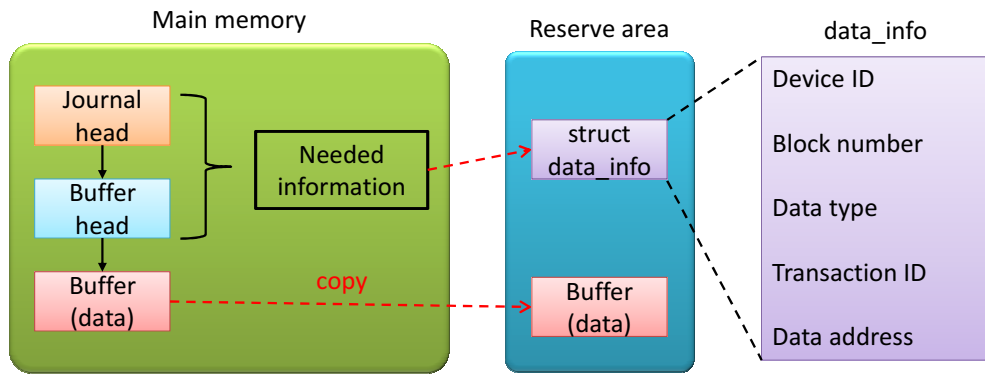 Main memory
Journal
head
Buffer
head
Buffer
(data)
Needed
information
copy
Reserve area
struct
data_info
Buffer
(data)
data_info
Device ID
Block number
Data type
Transaction ID
Data address